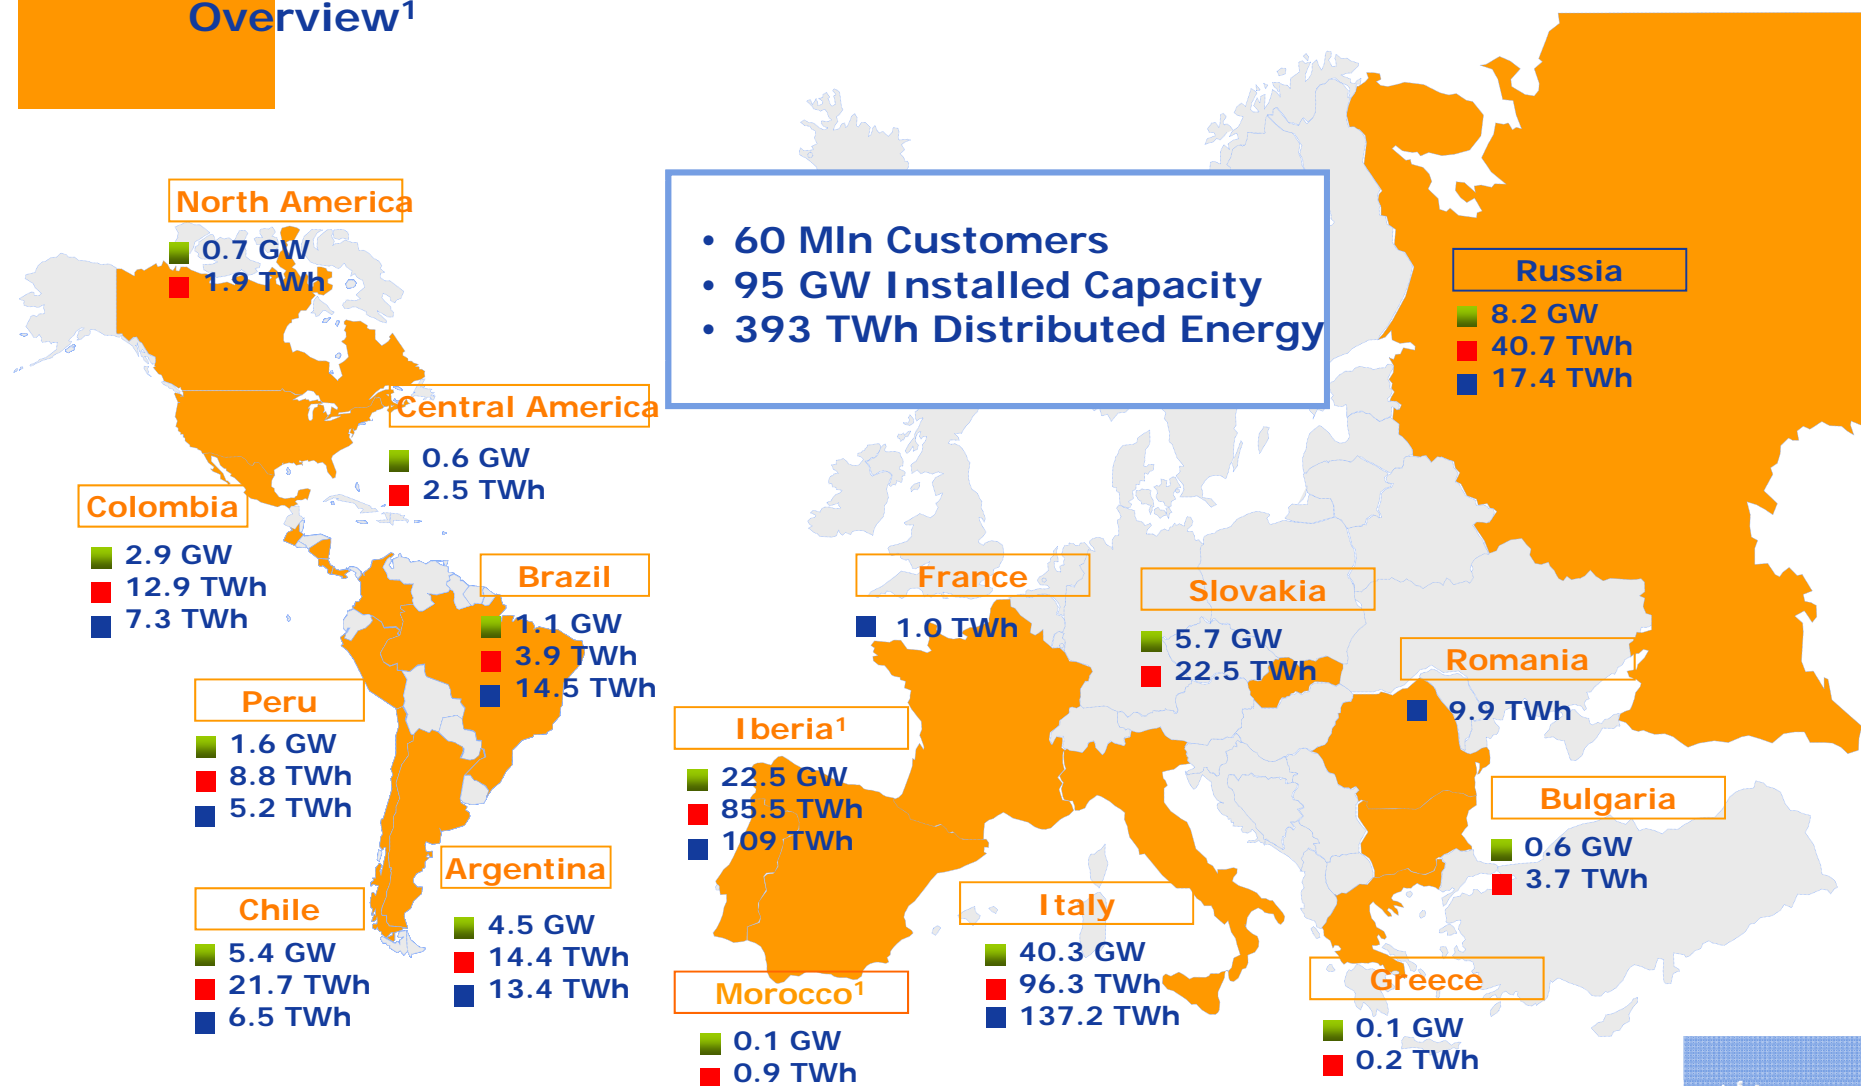 Overview¹
North America
0.7 GW
1.9 TWh
• 60 Mln Customers
• 95 GW Installed Capacity
• 393 TWh Distributed Energy
Russia
8.2 GW
40.7 TWh
17.4 TWh
Central America
0.6 GW
2.5 TWh
Colombia
2.9 GW
12.9 TWh
7.3 TWh
Brazil
1.1 GW
3.9 TWh
14.5 TWh
France
1.0 TWh
Slovakia
5.7 GW
22.5 TWh
Romania
9.9 TWh
Peru
1.6 GW
8.8 TWh
5.2 TWh
Iberia¹
22.5 GW
85.5 TWh
109 TWh
Bulgaria
0.6 GW
3.7 TWh
Argentina
4.5 GW
14.4 TWh
13.4 TWh
Chile
5.4 GW
21.7 TWh
6.5 TWh
Italy
40.3 GW
96.3 TWh
137.2 TWh
Morocco¹
0.1 GW
0.9 TWh
Greece
0.1 GW
0.2 TWh